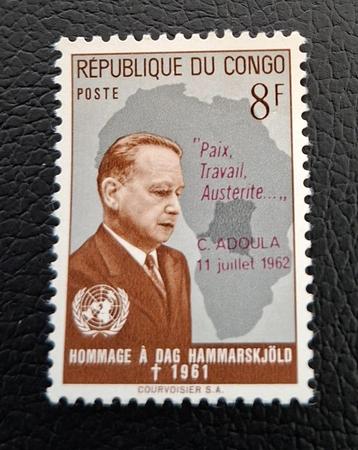 RÉPUBLIQUE DU CONGO
POSTE 8F
"Paix,
Travail,
Austerite...„
C. ADOULA
11 juillet 1962
HOMMAGE À DAG HAMMARSKJÖLD
† 1961
COURVOISIER S.A.